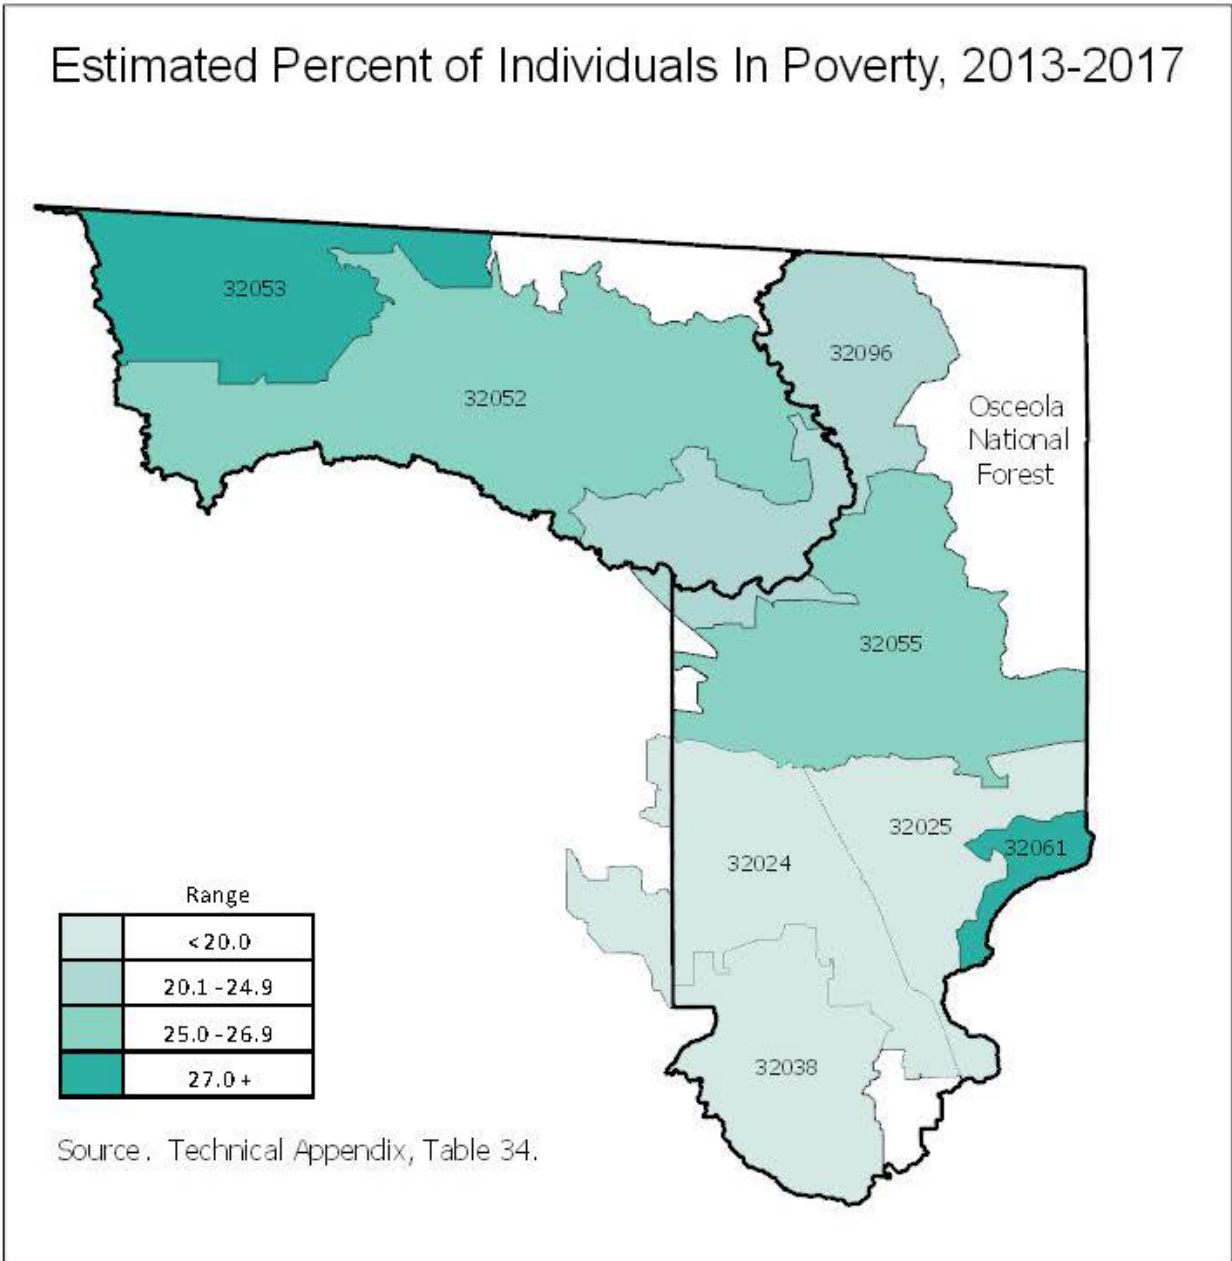 Estimated Percent of Individuals In Poverty, 2013-2017
32053
32096
32052
Osceola
National
Forest
32055
32025
32061
32024
32038
Range
<20.0
20.1 -24.9
25.0 -26.9
27.0 +
Source. Technical Appendix, Table 34.